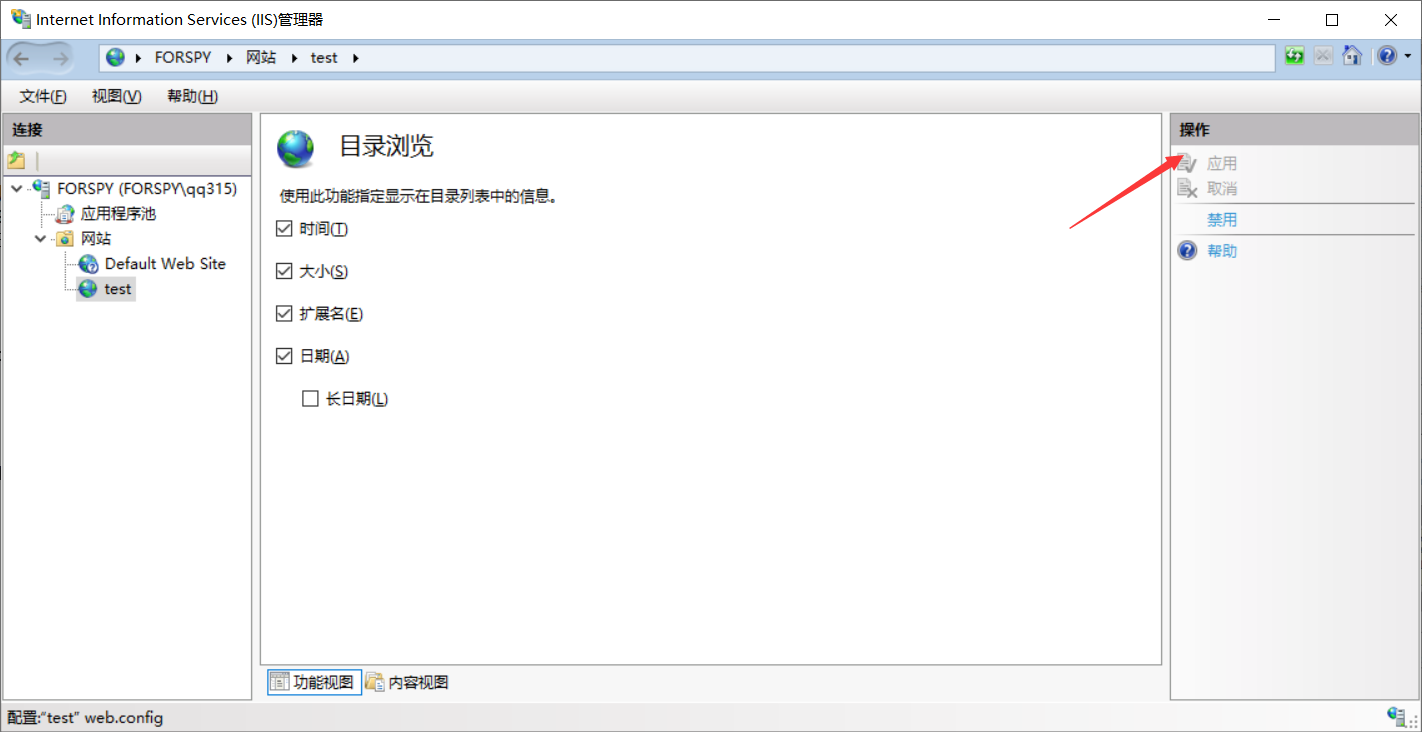 Internet Information Services (IIS)管理器
FORSPY 网站 test
文件(F) 视图(V) 帮助(H)
连接
FORSPY (FORSPY\qq315)
应用程序池
网站
Default Web Site
test
目录浏览
使用此功能指定显示在目录列表中的信息。
时间(T)
大小(S)
扩展名(E)
日期(A)
长日期(L)
功能视图 内容视图
操作
应用
取消
禁用
帮助
配置:"test" web.config